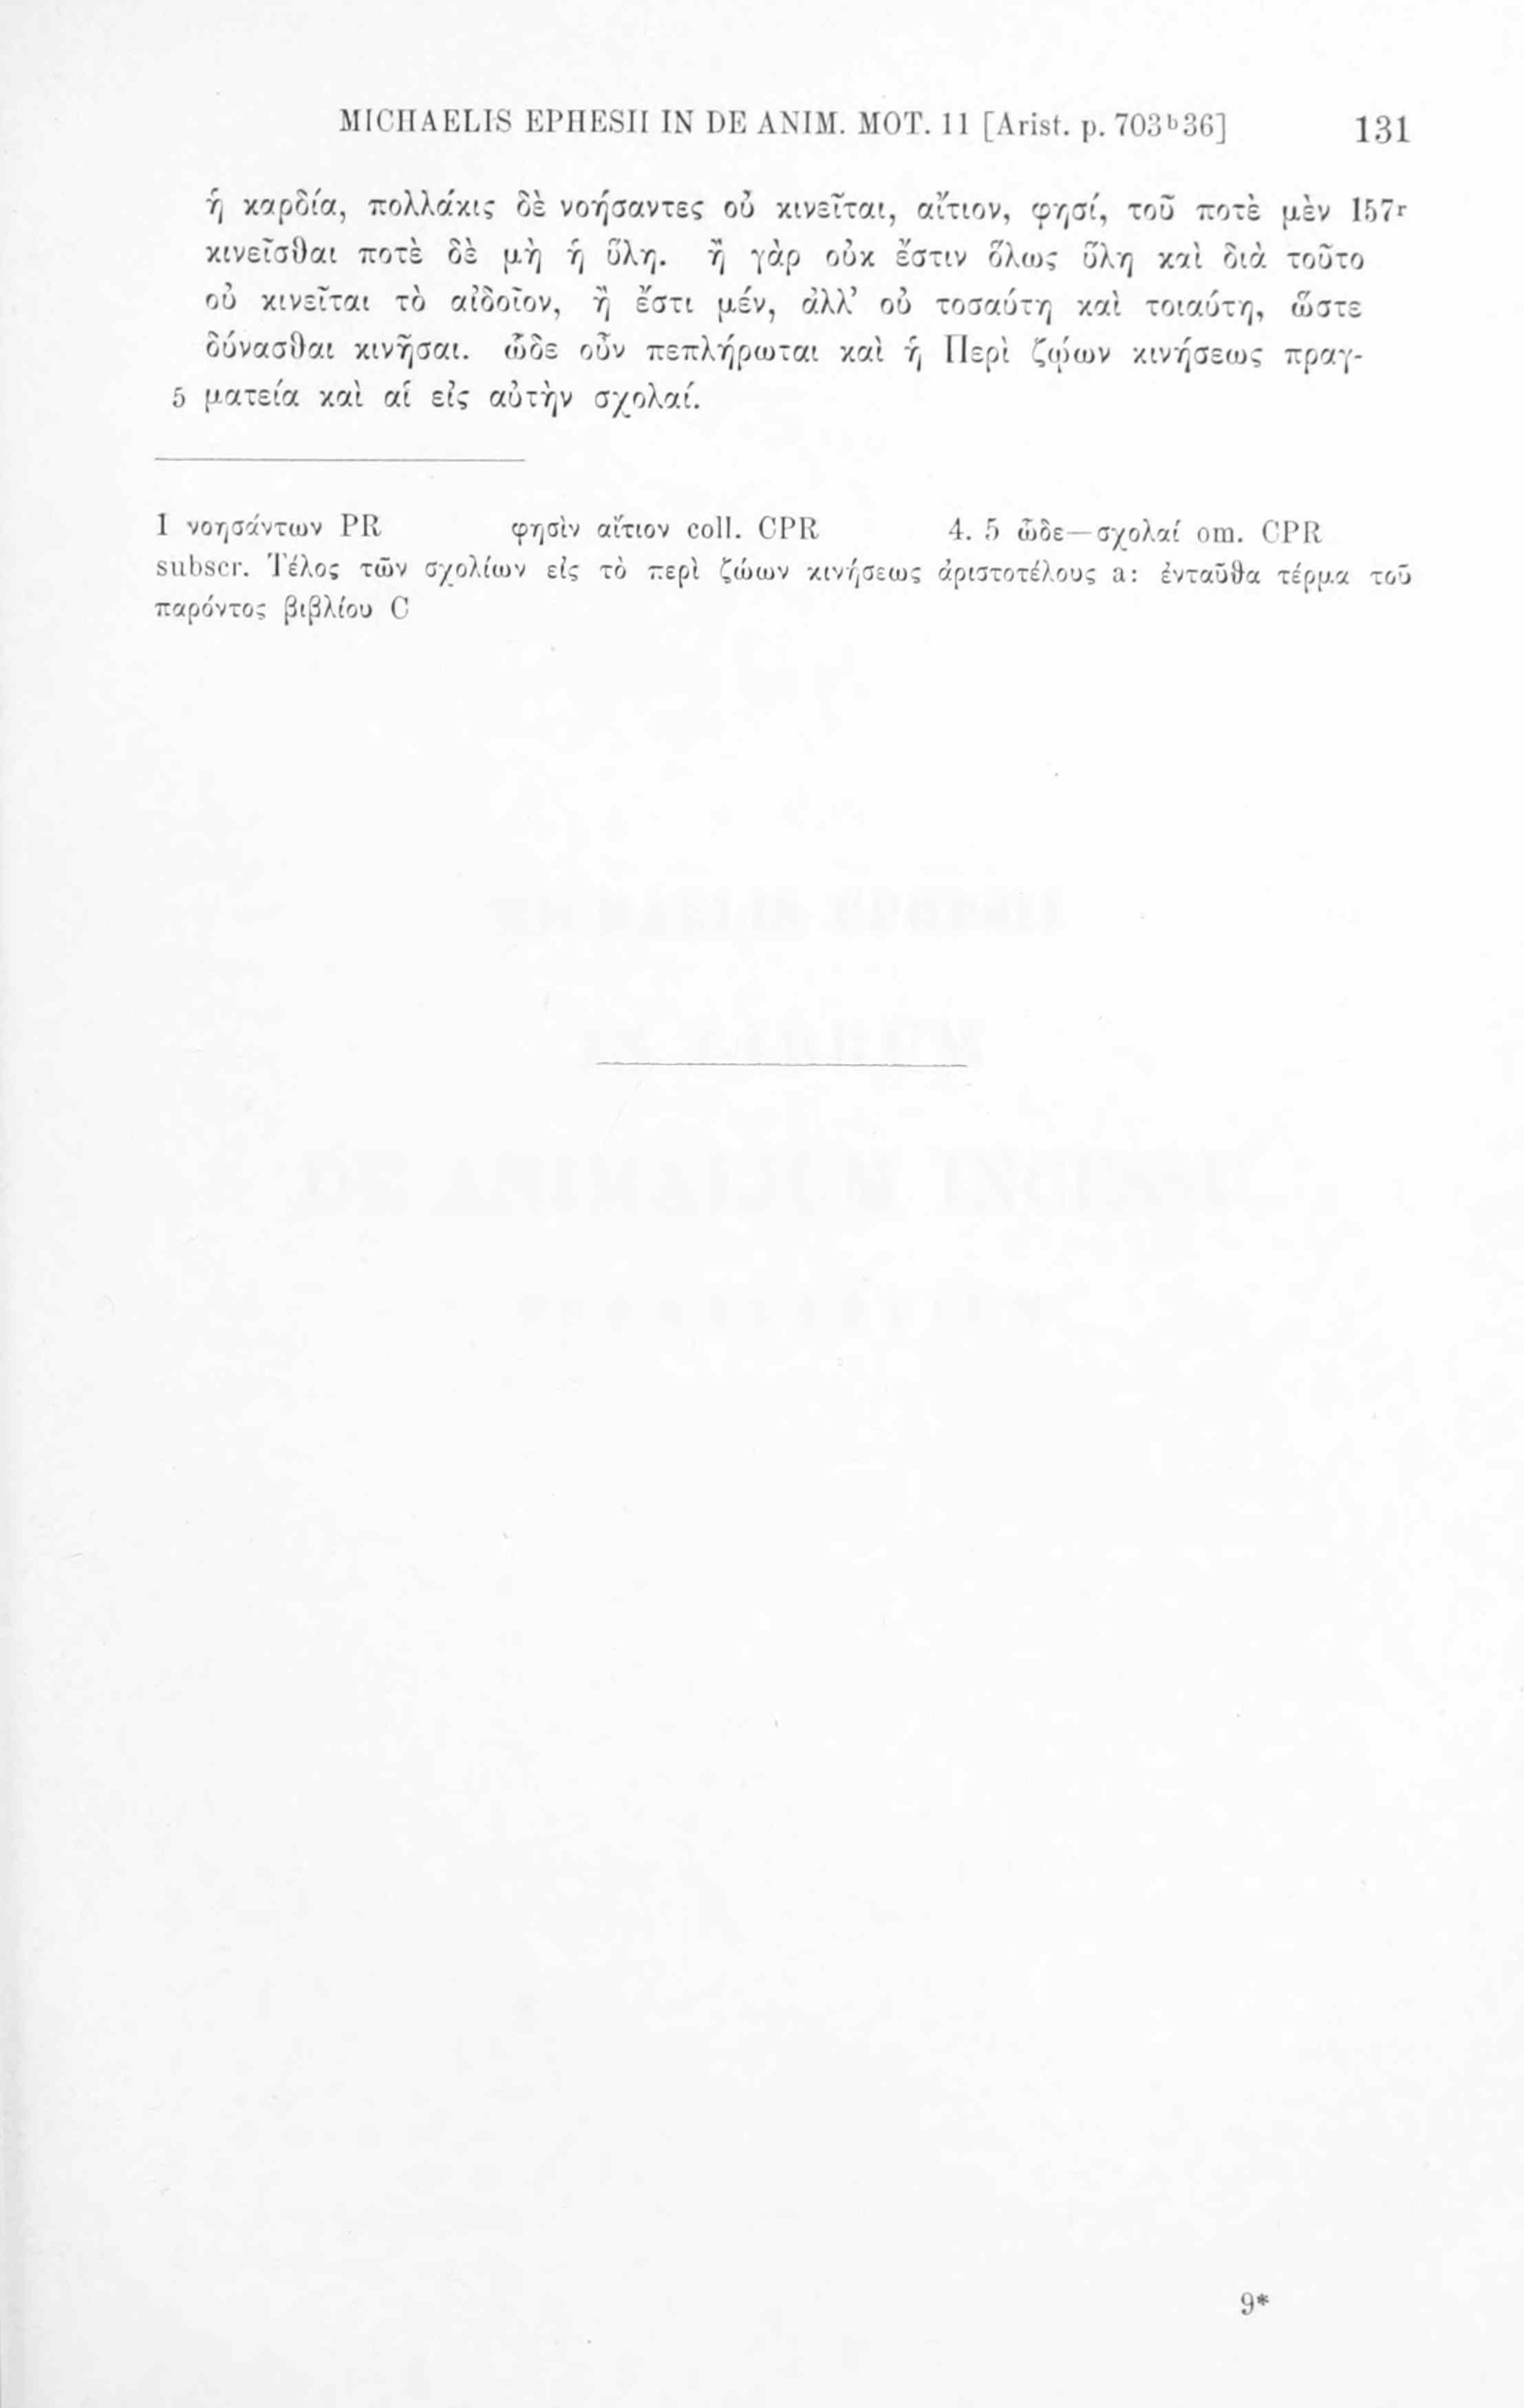 MICHAELIS EPHESII IN DE ANIM. MOT. 11 [Arist. p. 703ᵇ36] 131
ἡ καρδία, πολλάκις δὲ νοήσαντες οὐ κινεῖται, αἴτιον, φησί, τοῦ ποτὲ μὲν 157ʳ
κινεῖσθαι ποτὲ δὲ μὴ ἡ ὕλη. ἢ γὰρ οὐκ ἔστιν ὅλως ὕλη καὶ διὰ τοῦτο
οὐ κινεῖται τὸ αἰδοῖον, ἢ ἔστι μέν, ἀλλ’ οὐ τοσαύτη καὶ τοιαύτη, ὥστε
δύνασθαι κινῆσαι. ὧδε οὖν πεπλήρωται καὶ ἡ Περὶ ζῴων κινήσεως πραγ-
5 ματεία καὶ αἱ εἰς αὐτὴν σχολαί.
1 νοησάντων PR φησὶν αἴτιον coll. CPR 4. 5 ὧδε—σχολαί om. CPR
subscr. Τέλος τῶν σχολίων εἰς τὸ περὶ ζώων κινήσεως ἀριστοτέλους a: ἐνταῦθα τέρμα τοῦ
παρόντος βιβλίου C
9*